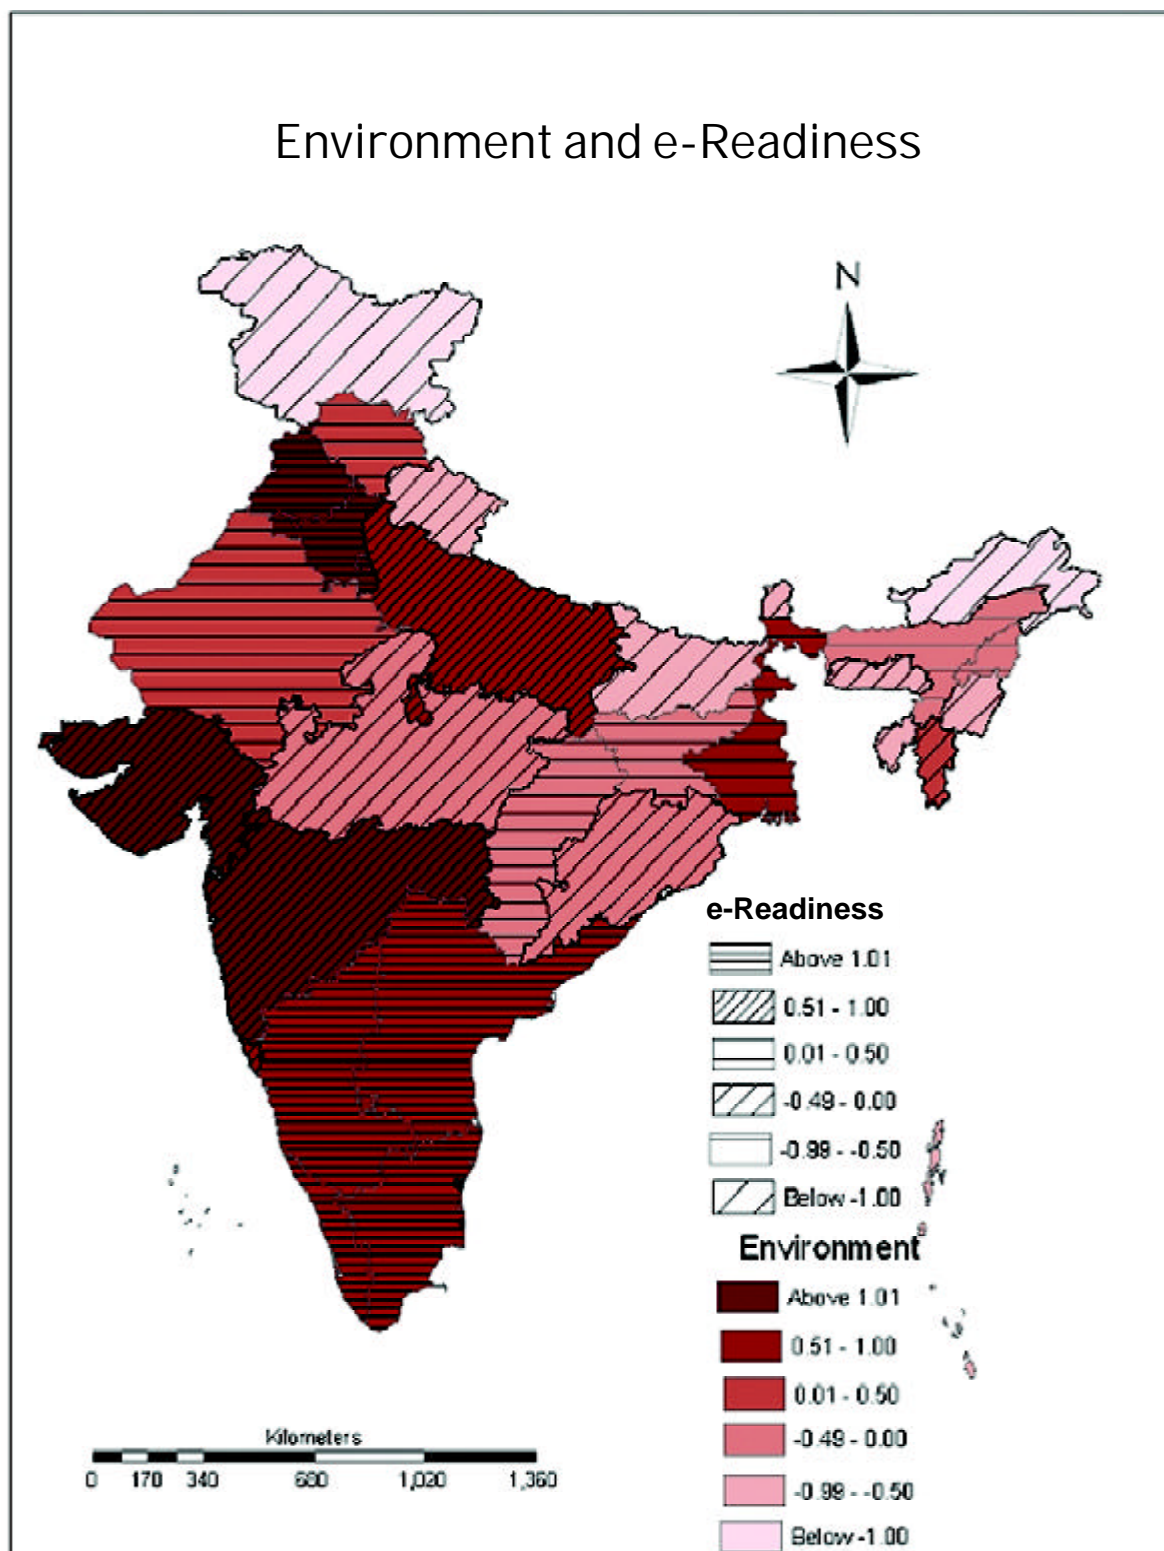 Environment and e-Readiness
N
e-Readiness
Above 1.01
0.51 - 1.00
0.01 - 0.50
-0.49 - 0.00
-0.99 - -0.50
Below -1.00
Environment
Above 1.01
0.51 - 1.00
0.01 - 0.50
-0.49 - 0.00
-0.99 - -0.50
Below -1.00
Kilometers
0 170 340 680 1,020 1,360